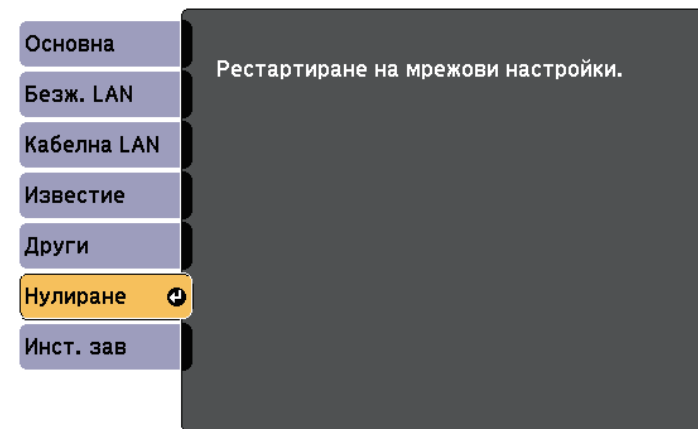 Основна
Безж. LAN
Кабелна LAN
Известие
Други
Нулиране
Инст. зав
Рестартиране на мрежови настройки.